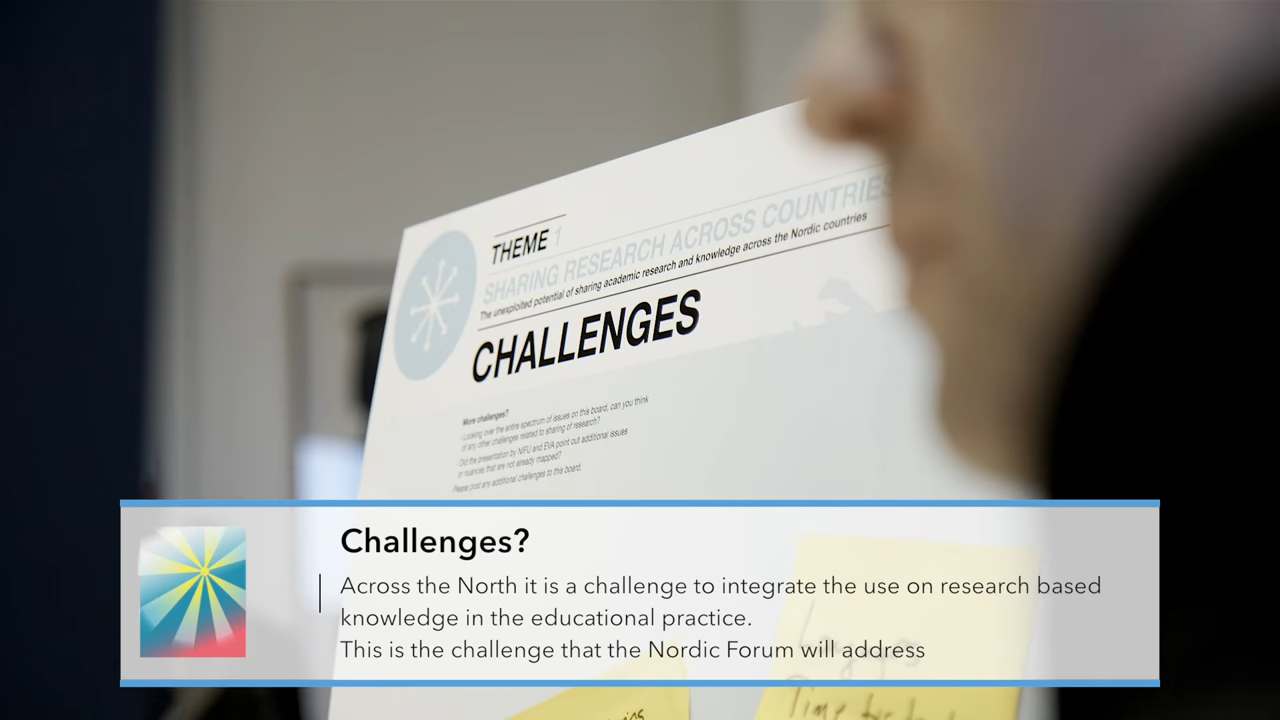 THEME 1
SHARING RESEARCH ACROSS COUNTRIES
The unexploited potential of sharing academic research and knowledge across the Nordic countries
CHALLENGES
More challenges?
- Looking over the entire spectrum of issues on this board, can you think
of any other challenges related to sharing of research?
- Did the presentation by NIFU and EVA point out additional issues
or nuances that are not already mapped?
Please post any additional challenges to this board.
Challenges?
Across the North it is a challenge to integrate the use on research based
knowledge in the educational practice.
This is the challenge that the Nordic Forum will address
Time